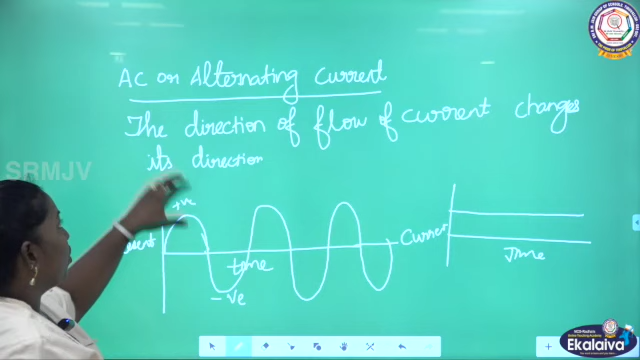 AC or Alternating Current
The direction of flow of current changes
its direction
+ve
time
-ve
Current
Time
SRMJV
Ekalaiva